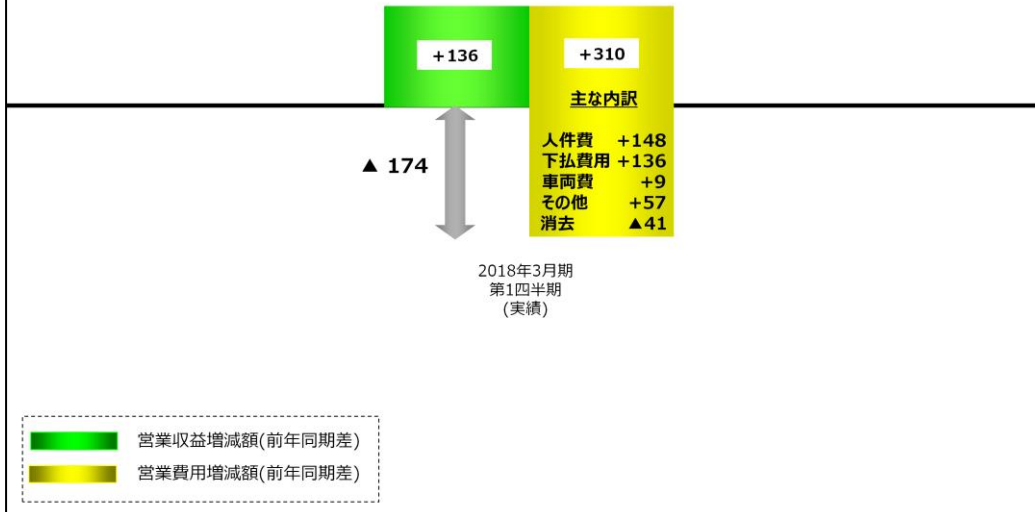 +136
+310
主な内訳
人件費 +148
下払費用 +136
車両費 +9
その他 +57
消去 ▲41
▲ 174
2018年3月期
第1四半期
(実績)
営業収益増減額(前年同期差)
営業費用増減額(前年同期差)